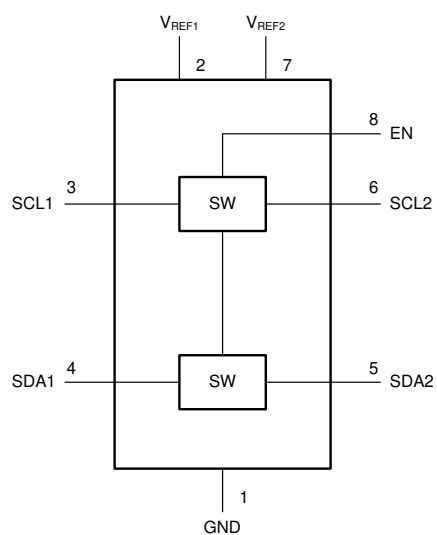 VREF1 VREF2
2 7
8
EN
3 6
SCL1 SW SCL2
4 5
SDA1 SW SDA2
1
GND